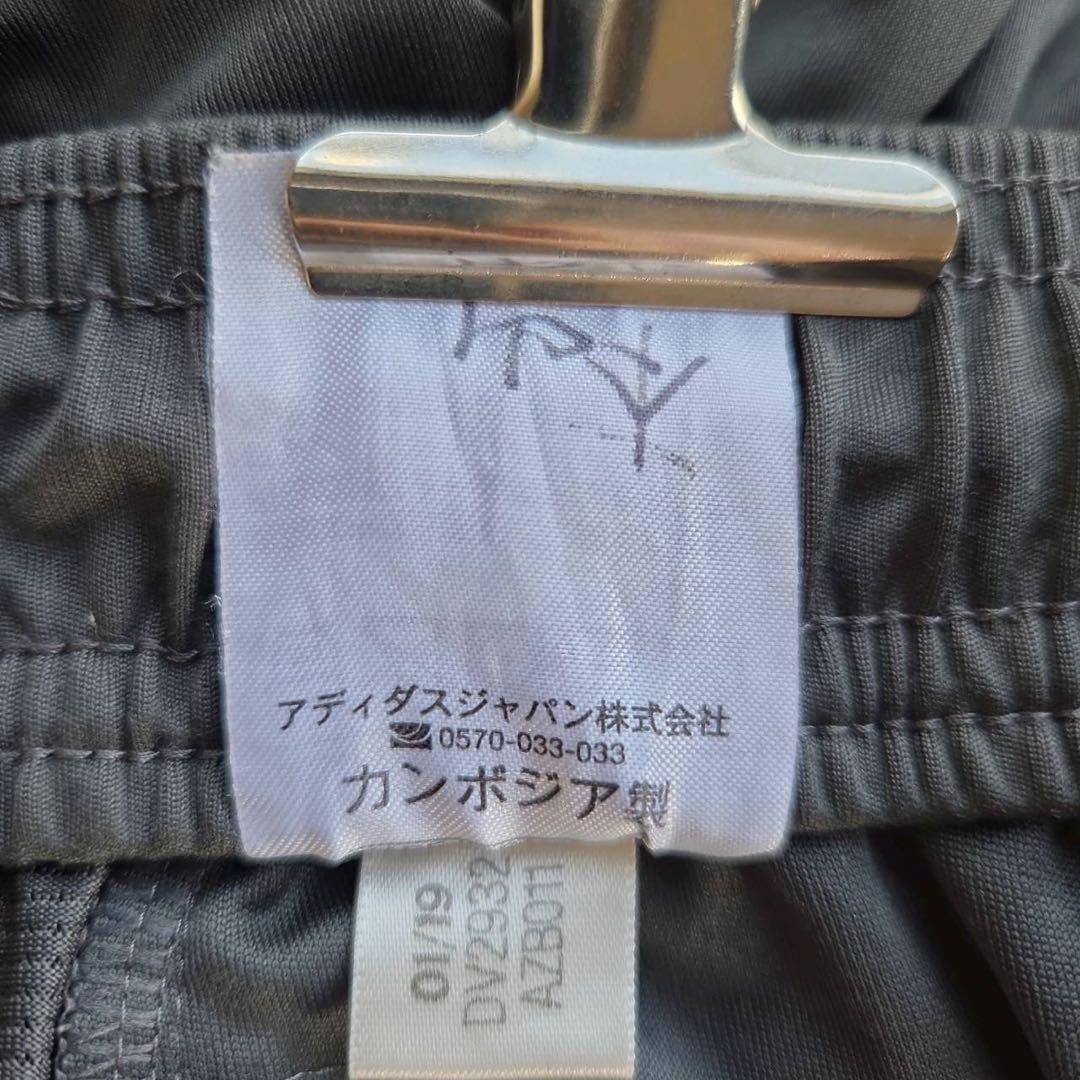 アディダスジャパン株式会社
0570-033-033
カンボジア製
01/19
DV2932
AZB011